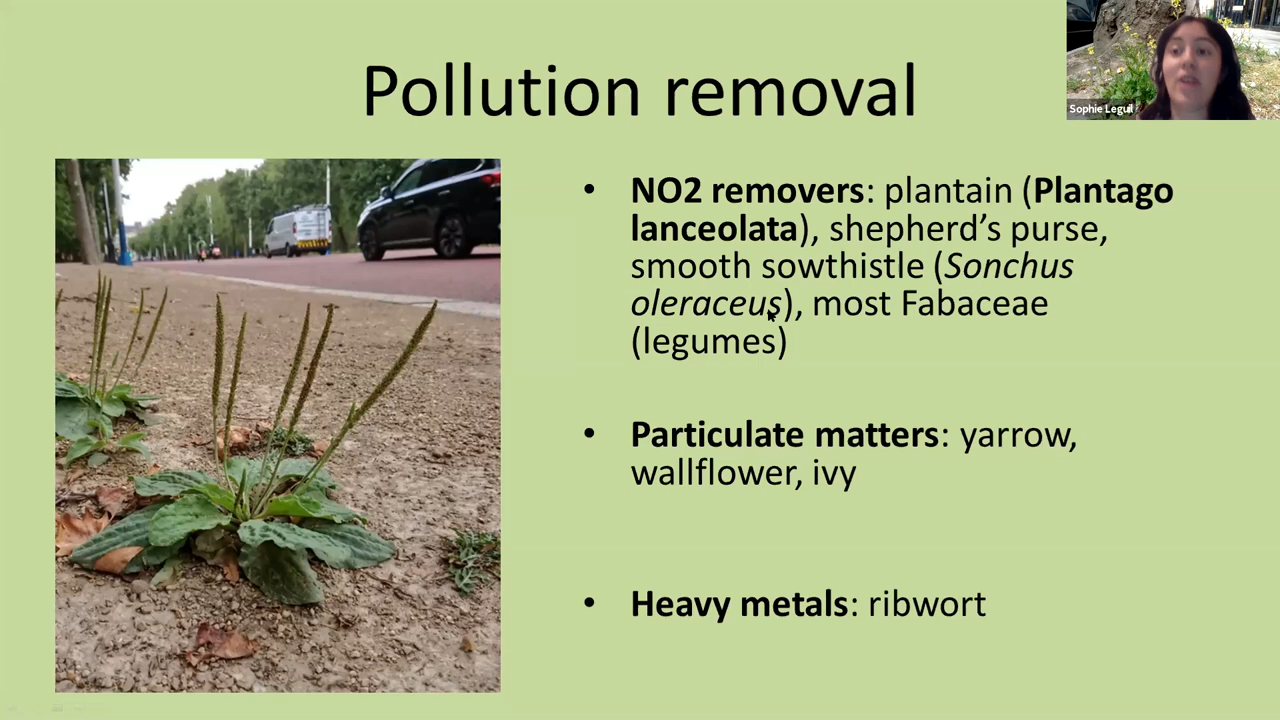 Pollution removal
Sophie Leguil
• NO2 removers: plantain (Plantago
lanceolata), shepherd’s purse,
smooth sowthistle (Sonchus
oleraceus), most Fabaceae
(legumes)
• Particulate matters: yarrow,
wallflower, ivy
• Heavy metals: ribwort